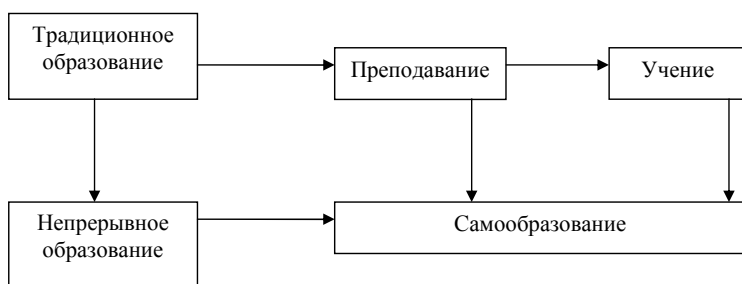 Традиционное
образование
Преподавание
Учение
Непрерывное
образование
Самообразование